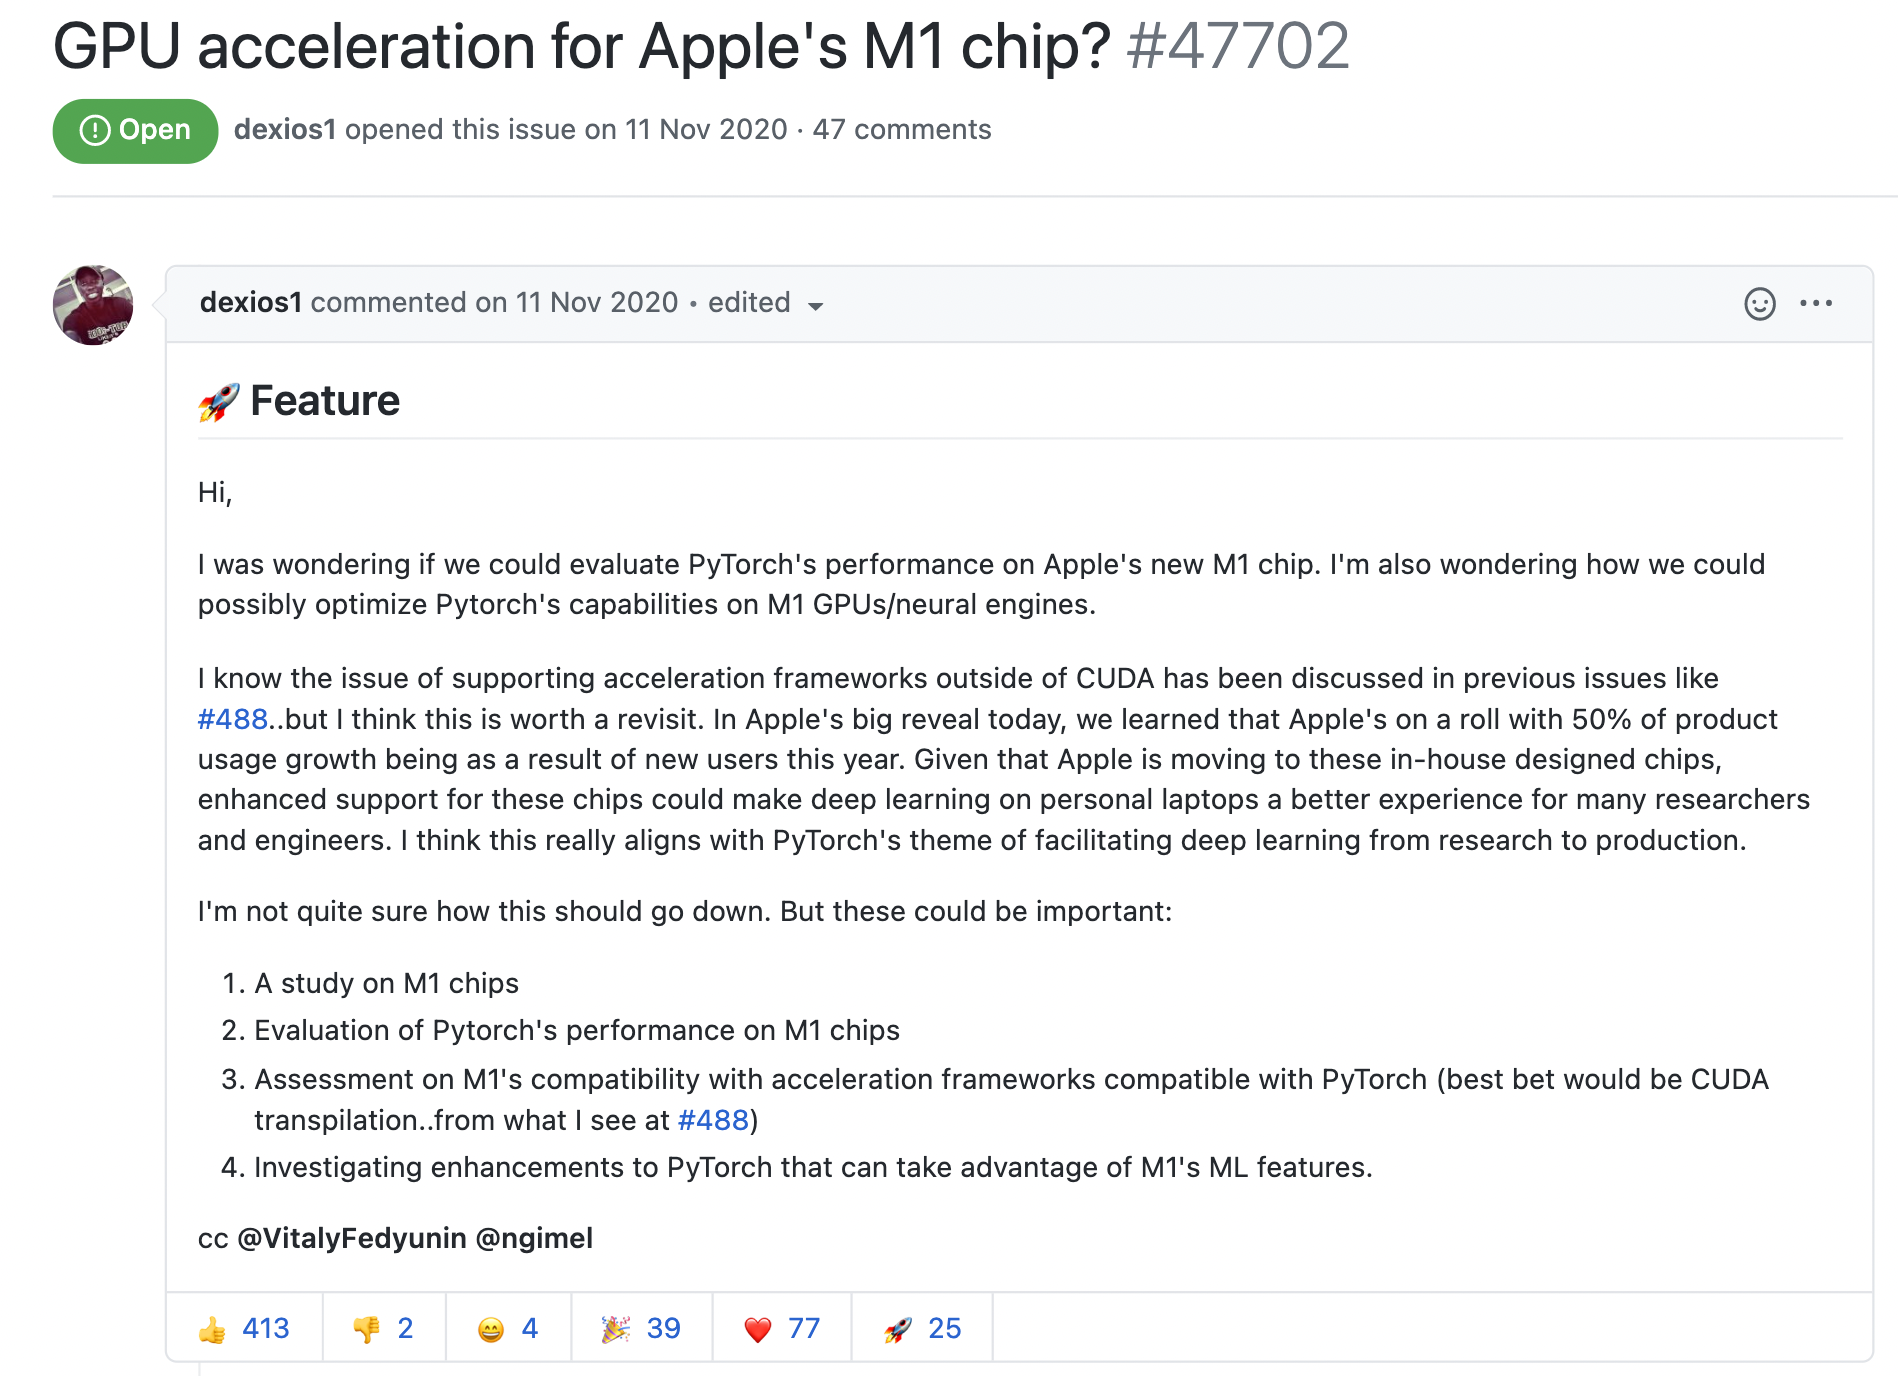 GPU acceleration for Apple's M1 chip? #47702
Open dexios1 opened this issue on 11 Nov 2020 · 47 comments
dexios1 commented on 11 Nov 2020 • edited
🚀 Feature
Hi,
I was wondering if we could evaluate PyTorch's performance on Apple's new M1 chip. I'm also wondering how we could
possibly optimize Pytorch's capabilities on M1 GPUs/neural engines.
I know the issue of supporting acceleration frameworks outside of CUDA has been discussed in previous issues like
#488..but I think this is worth a revisit. In Apple's big reveal today, we learned that Apple's on a roll with 50% of product
usage growth being as a result of new users this year. Given that Apple is moving to these in-house designed chips,
enhanced support for these chips could make deep learning on personal laptops a better experience for many researchers
and engineers. I think this really aligns with PyTorch's theme of facilitating deep learning from research to production.
I'm not quite sure how this should go down. But these could be important:
1. A study on M1 chips
2. Evaluation of Pytorch's performance on M1 chips
3. Assessment on M1's compatibility with acceleration frameworks compatible with PyTorch (best bet would be CUDA
transpilation..from what I see at #488)
4. Investigating enhancements to PyTorch that can take advantage of M1's ML features.
cc @VitalyFedyunin @ngimel
👍 413 👎 2 😄 4 🎉 39 ❤️ 77 🚀 25